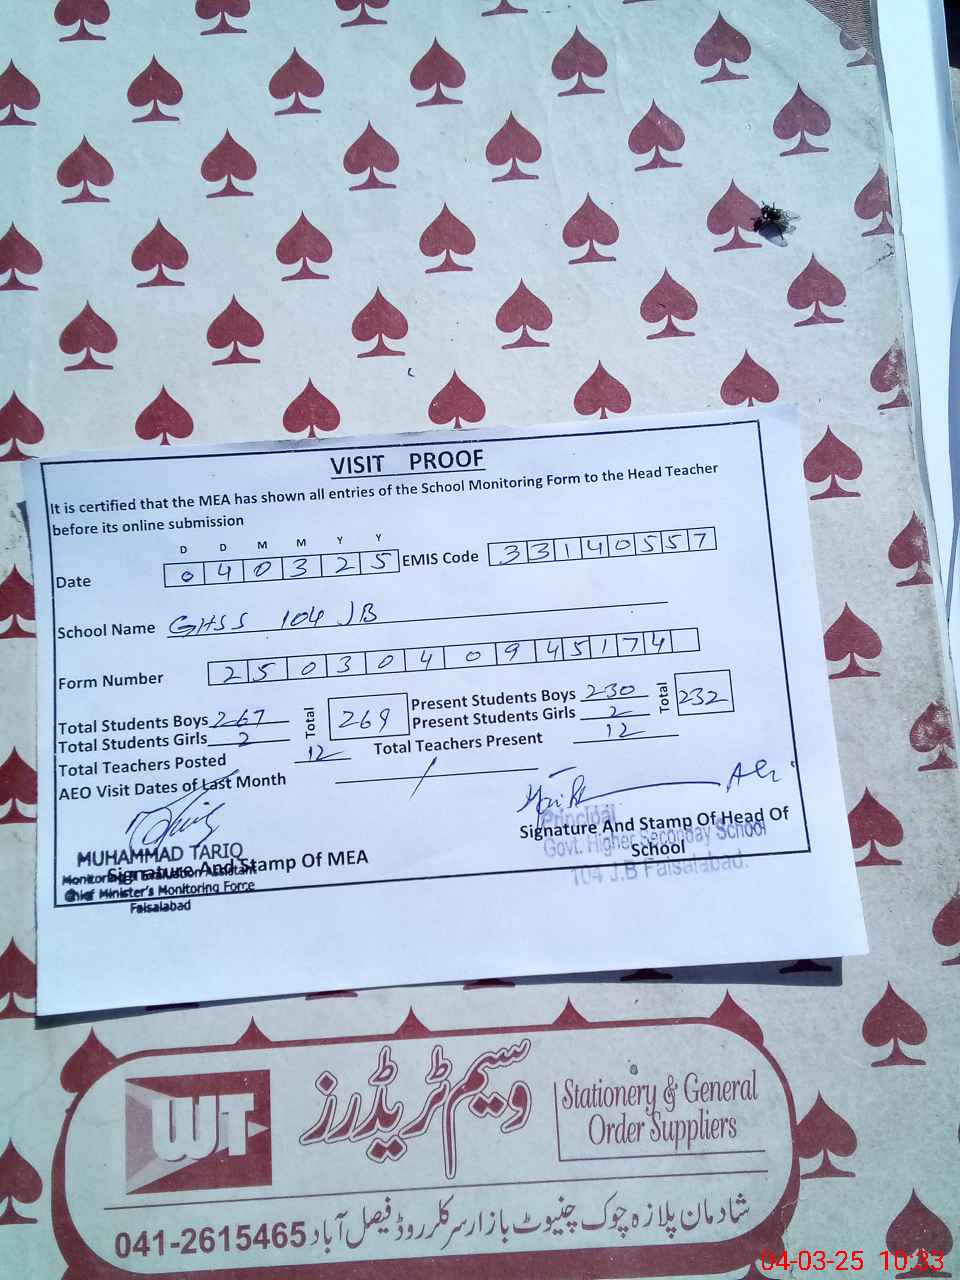 VISIT PROOF
It is certified that the MEA has shown all entries of the School Monitoring Form to the Head Teacher
before its online submission
D D M M Y Y
Date 0 4 0 3 2 5 EMIS Code 3 3 1 4 0 5 5 7
School Name GHSS 104 JB
Form Number 2 5 0 3 0 4 0 9 4 5 1 7 4
Total Students Boys 267 Total 269 Present Students Boys 230 Total 232
Total Students Girls 2 Present Students Girls 2
Total Teachers Posted 12 Total Teachers Present 12
AEO Visit Dates of Last Month
Signature And Stamp Of MEA
MUHAMMAD TARIQ
Monitoring & Evaluation Assistant
Chief Minister's Monitoring Force
Faisalabad
Signature And Stamp Of Head Of
School
Principal
Govt. Higher Seconday School
104 J.B Faisalabad.
WT
وسیم ٹریڈرز
Stationery & General
Order Suppliers
شادمان پلازہ چوک چنیوٹ بازار سرکلر روڈ فیصل آباد 041-2615465
04-03-25 10:33